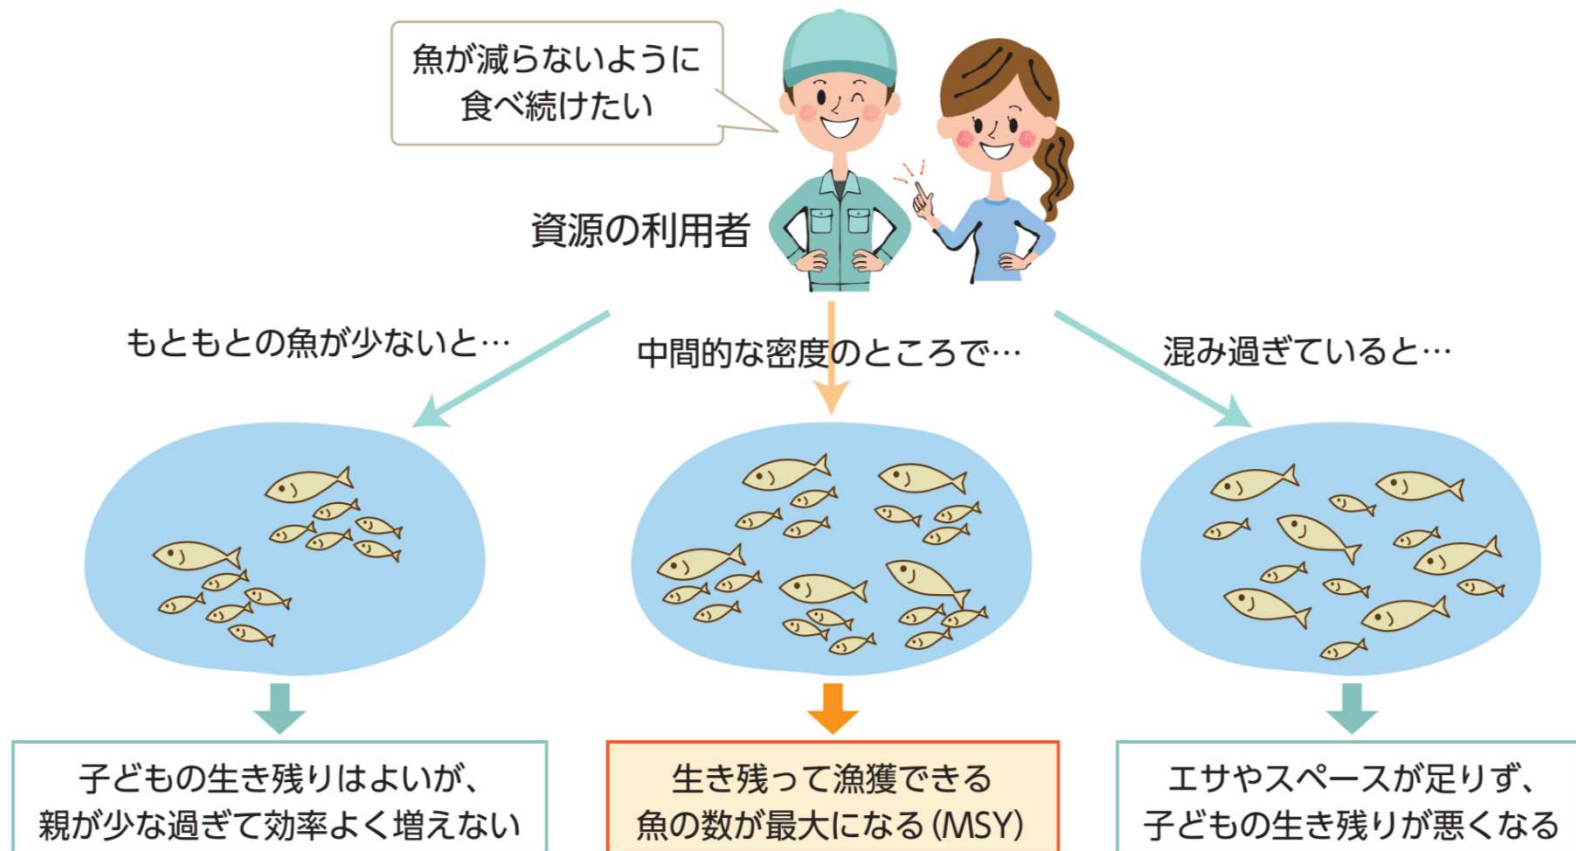 魚が減らないように
食べ続けたい
資源の利用者
もともとの魚が少ないと…
中間的な密度のところで…
混み過ぎていると…
子どもの生き残りはよいが、
親が少な過ぎて効率よく増えない
生き残って漁獲できる
魚の数が最大になる(MSY)
エサやスペースが足りず、
子どもの生き残りが悪くなる